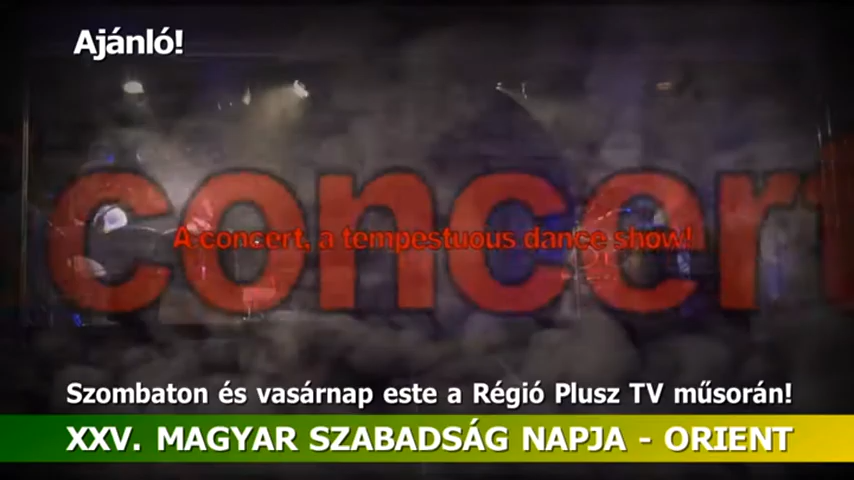 Ajánló!
concert
A concert, a tempestuous dance show!
Szombaton és vasárnap este a Régió Plusz TV műsorán!
XXV. MAGYAR SZABADSÁG NAPJA - ORIENT